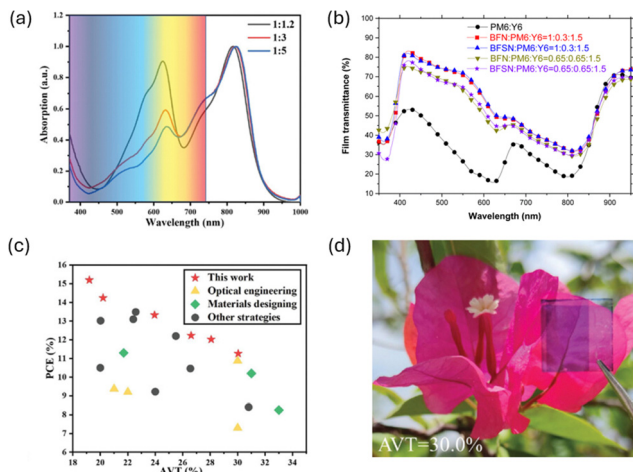 (a)
1:1.2
1:3
1:5
Absorption (a.u.)
1.0
0.8
0.6
0.4
0.2
0.0
400 500 600 700 800 900 1000
Wavelength (nm)
(b)
PM6:Y6
BFN:PM6:Y6=1:0.3:1.5
BFSN:PM6:Y6=1:0.3:1.5
BFN:PM6:Y6=0.65:0.65:1.5
BFSN:PM6:Y6=0.65:0.65:1.5
Film transmittance (%)
100
90
80
70
60
50
40
30
20
10
400 500 600 700 800 900
Wavelength (nm)
(c)
This work
Optical engineering
Materials designing
Other strategies
PCE (%)
16
15
14
13
12
11
10
9
8
7
6
18 20 22 24 26 28 30 32 34
AVT (%)
(d)
AVT=30.0%